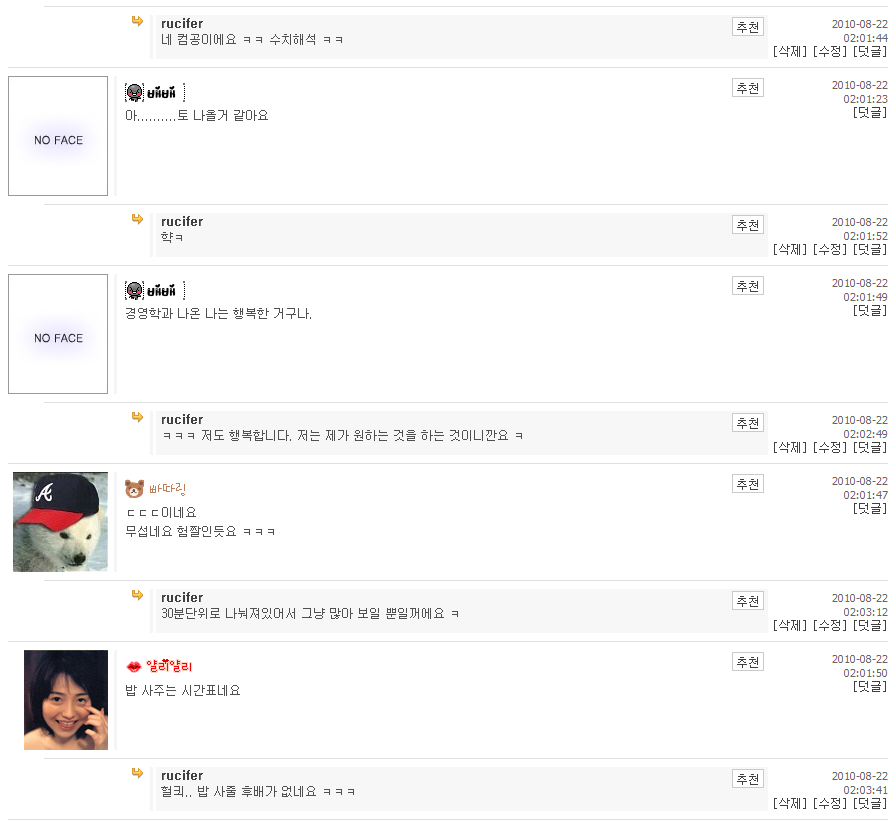 rucifer 추천 2010-08-22
02:01:44
네 컴공이에요 ㅋㅋ 수치해석 ㅋㅋ
[삭제] [수정] [덧글]
추천 2010-08-22
02:01:23
NO FACE
아..........토 나올거 같아요
[덧글]
rucifer 추천 2010-08-22
02:01:52
햑ㅋ
[삭제] [수정] [덧글]
추천 2010-08-22
02:01:49
NO FACE
경영학과 나온 나는 행복한 거구나.
[덧글]
rucifer 추천 2010-08-22
02:02:49
ㅋㅋㅋ 저도 행복합니다. 저는 제가 원하는 것을 하는 것이니깐요 ㅋ
[삭제] [수정] [덧글]
A
빠따링 추천 2010-08-22
02:01:47
ㄷㄷㄷ이네요
[덧글]
무섭네요 험짤인듯요 ㅋㅋㅋ
rucifer 추천 2010-08-22
02:03:12
30분단위로 나눠져있어서 그냥 많아 보일 뿐일꺼에요 ㅋ
[삭제] [수정] [덧글]
얄리얄리 추천 2010-08-22
02:01:50
밥 사주는 시간표네요
[덧글]
rucifer 추천 2010-08-22
02:03:41
헐퀵.. 밥 사줄 후배가 없네요 ㅋㅋㅋ
[삭제] [수정] [덧글]